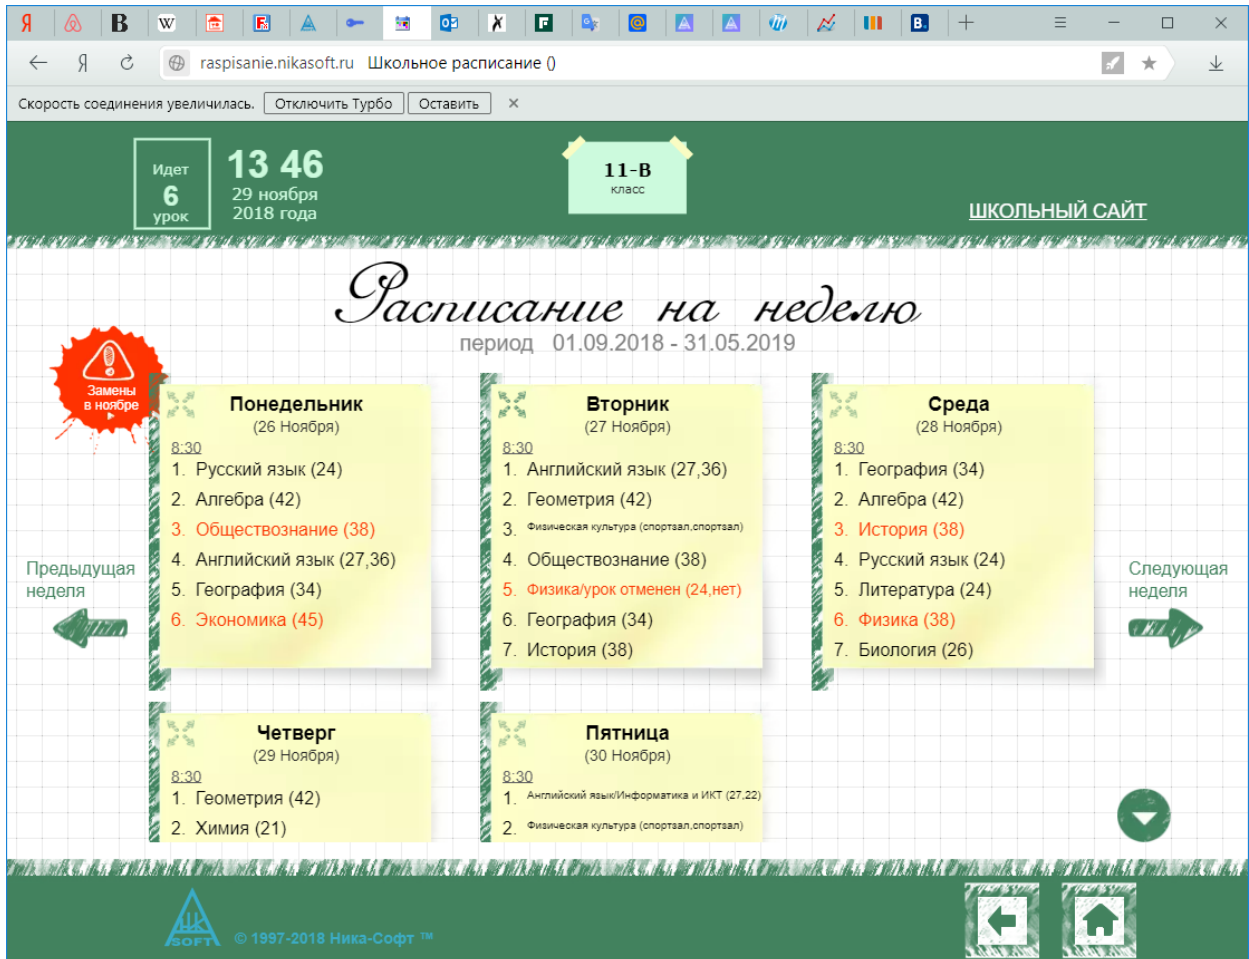 raspisanie.nikasoft.ru Школьное расписание ()
Скорость соединения увеличилась. Отключить Турбо Оставить
Идет
6
урок
13 46
29 ноября
2018 года
11-В
класс
ШКОЛЬНЫЙ САЙТ
Расписание на неделю
период 01.09.2018 - 31.05.2019
Замены
в ноябре
Предыдущая
неделя
Понедельник
(26 Ноября)
8:30
1. Русский язык (24)
2. Алгебра (42)
3. Обществознание (38)
4. Английский язык (27,36)
5. География (34)
6. Экономика (45)
Вторник
(27 Ноября)
8:30
1. Английский язык (27,36)
2. Геометрия (42)
3. Физическая культура (спортзал,спортзал)
4. Обществознание (38)
5. Физика/урок отменен (24,нет)
6. География (34)
7. История (38)
Среда
(28 Ноября)
8:30
1. География (34)
2. Алгебра (42)
3. История (38)
4. Русский язык (24)
5. Литература (24)
6. Физика (38)
7. Биология (26)
Следующая
неделя
Четверг
(29 Ноября)
8:30
1. Геометрия (42)
2. Химия (21)
Пятница
(30 Ноября)
8:30
1. Английский язык/Информатика и ИКТ (27,22)
2. Физическая культура (спортзал,спортзал)
SOFT
© 1997-2018 Ника-Софт ™